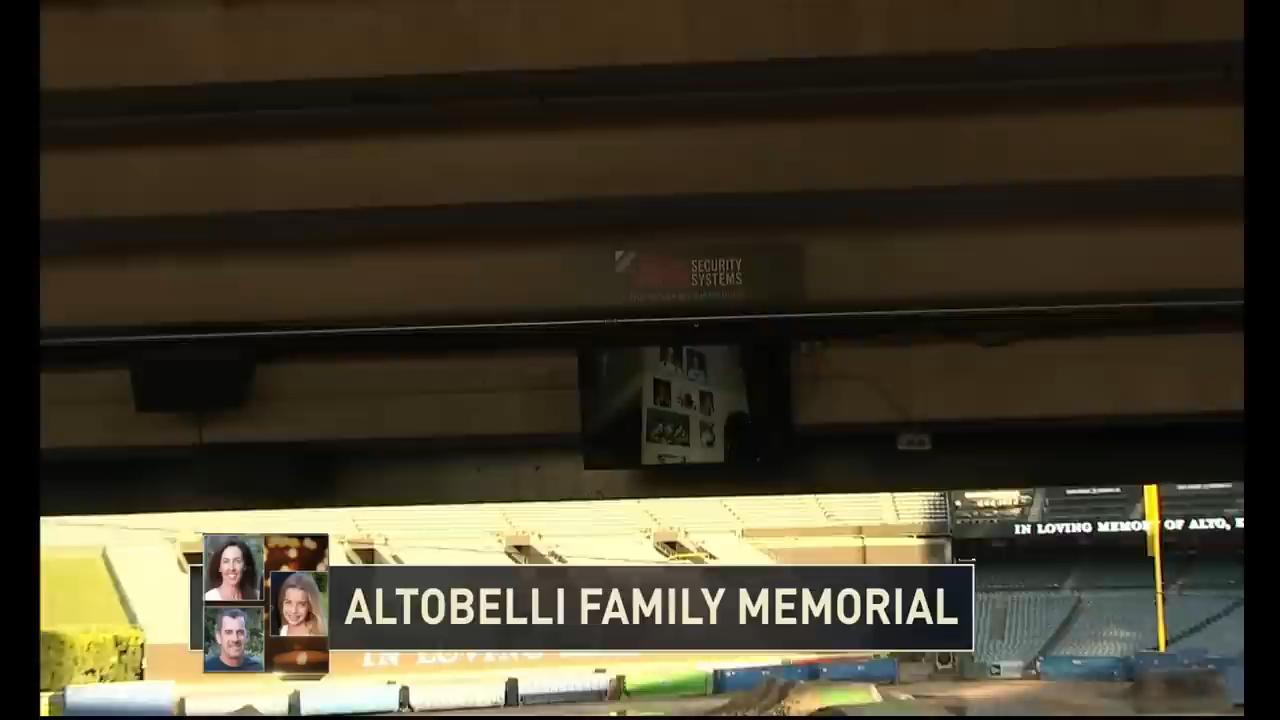 SECURITY
SYSTEMS
IN LOVING MEMORY OF ALTO,
ALTOBELLI FAMILY MEMORIAL
IN LOVING